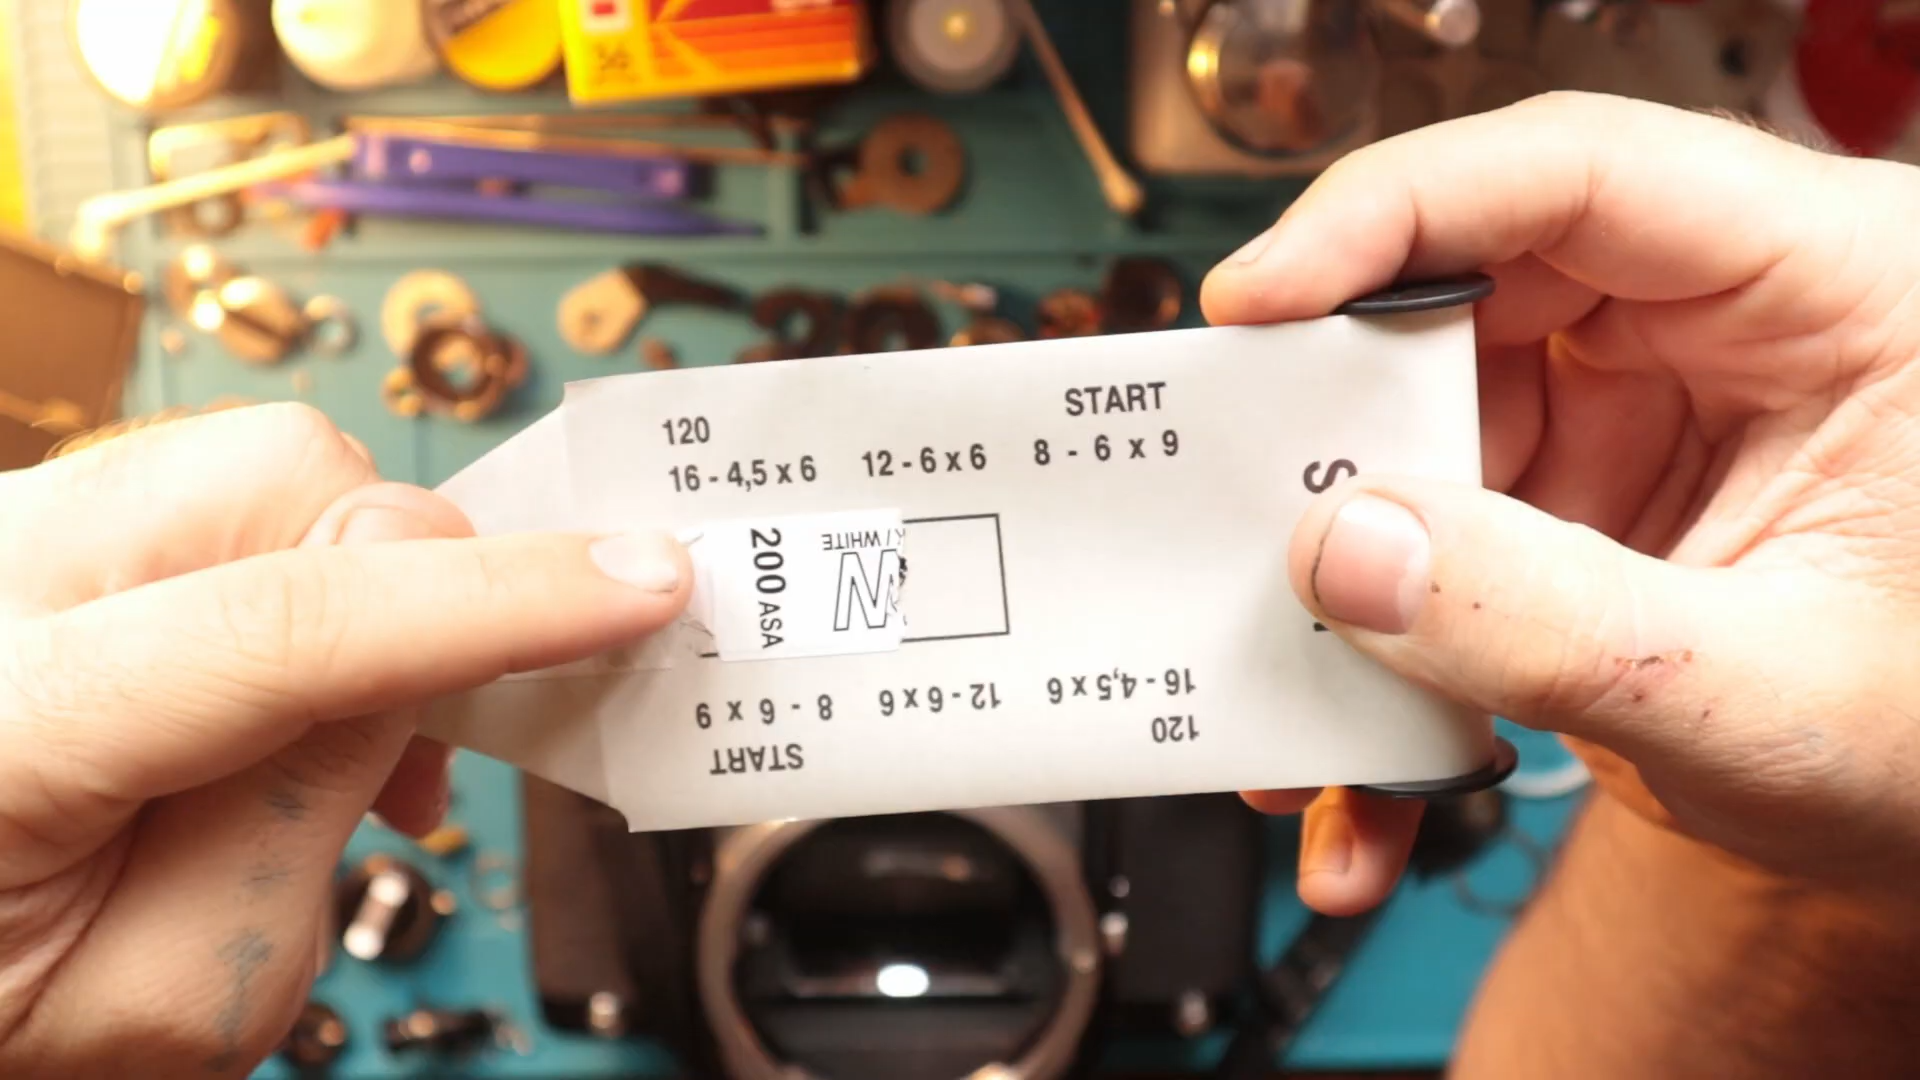 START
120
16 - 4,5 x 6 12 - 6 x 6 8 - 6 x 9
200 ASA
/ WHITE
N
8 - 6 x 9 12 - 6 x 6 16 - 4,5 x 6
START
120